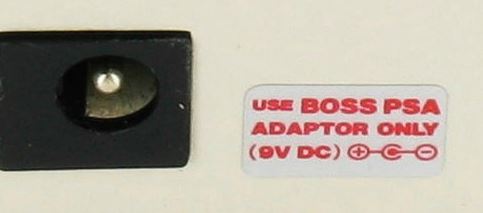 USE BOSS PSA
ADAPTOR ONLY
(9V DC) ⊕-C-⊖